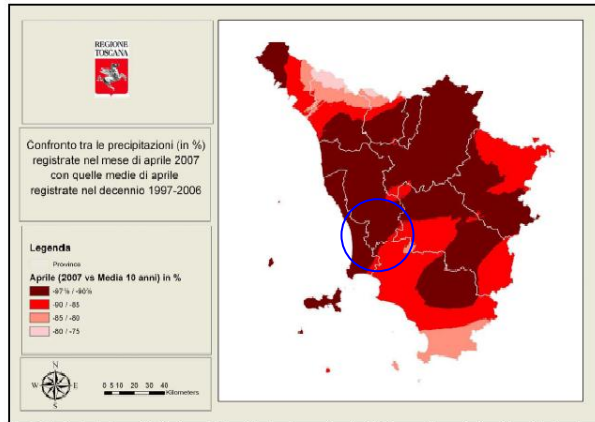 REGIONE
TOSCANA
Confronto tra le precipitazioni (in %)
registrate nel mese di aprile 2007
con quelle medie di aprile
registrate nel decennio 1997-2006
Legenda
Province
Aprile (2007 vs Media 10 anni) in %
-97% / -90%
-90 / -85
-85 / -80
-80 / -75
N
W E
S
0 5 10 20 30 40
Kilometers